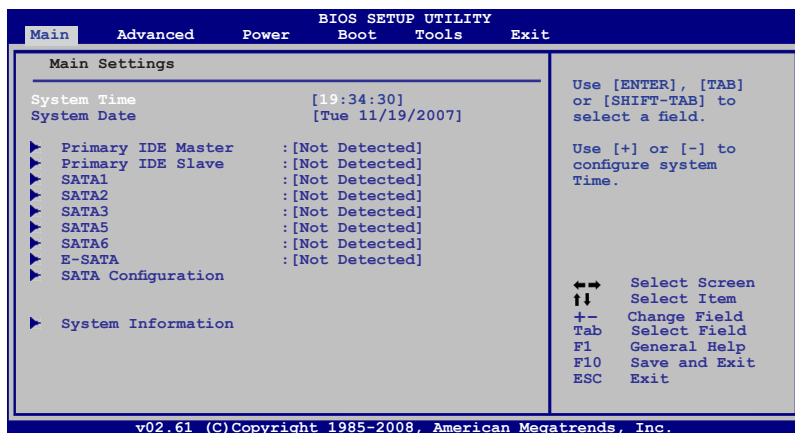 BIOS SETUP UTILITY
Main Advanced Power Boot Tools Exit
Main Settings
System Time [19:34:30]
System Date [Tue 11/19/2007]
Primary IDE Master :[Not Detected]
Primary IDE Slave :[Not Detected]
SATA1 :[Not Detected]
SATA2 :[Not Detected]
SATA3 :[Not Detected]
SATA5 :[Not Detected]
SATA6 :[Not Detected]
E-SATA :[Not Detected]
SATA Configuration
System Information
Use [ENTER], [TAB]
or [SHIFT-TAB] to
select a field.
Use [+] or [-] to
configure system
Time.
←→ Select Screen
↑↓ Select Item
+- Change Field
Tab Select Field
F1 General Help
F10 Save and Exit
ESC Exit
v02.61 (C)Copyright 1985-2008, American Megatrends, Inc.